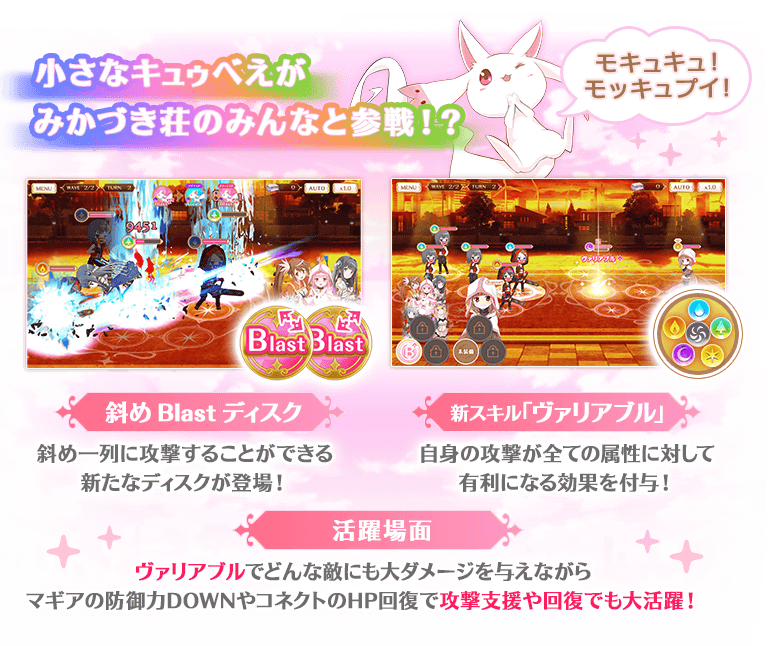 小さなキュゥべえが
みかづき荘のみんなと参戦！？
モキュキュ！
モッキュプイ！
MENU
WAVE 2/2
TURN 2
0
AUTO
x1.0
9451
Blast
Blast
MENU
WAVE 2/2
TURN 2
0
AUTO
x1.0
ヴァリアブル
B
未装備
斜め Blast ディスク
斜め一列に攻撃することができる
新たなディスクが登場！
新スキル「ヴァリアブル」
自身の攻撃が全ての属性に対して
有利になる効果を付与！
活躍場面
ヴァリアブルでどんな敵にも大ダメージを与えながら
マギアの防御力DOWNやコネクトのHP回復で攻撃支援や回復でも大活躍！